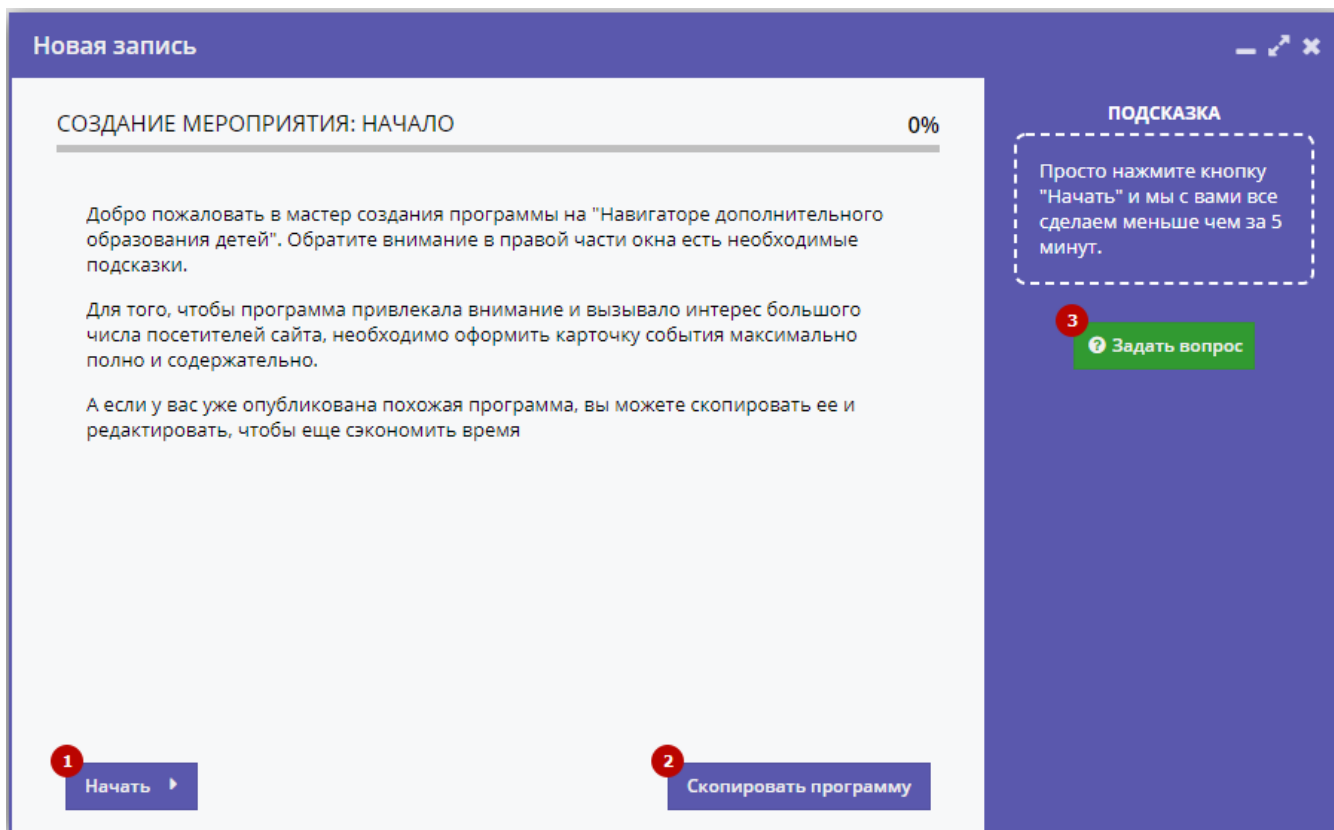 Новая запись
СОЗДАНИЕ МЕРОПРИЯТИЯ: НАЧАЛО
0%
Добро пожаловать в мастер создания программы на "Навигаторе дополнительного
образования детей". Обратите внимание в правой части окна есть необходимые
подсказки.
Для того, чтобы программа привлекала внимание и вызывало интерес большого
числа посетителей сайта, необходимо оформить карточку события максимально
полно и содержательно.
А если у вас уже опубликована похожая программа, вы можете скопировать ее и
редактировать, чтобы еще сэкономить время
1
Начать
2
Скопировать программу
ПОДСКАЗКА
Просто нажмите кнопку
"Начать" и мы с вами все
сделаем меньше чем за 5
минут.
3
Задать вопрос